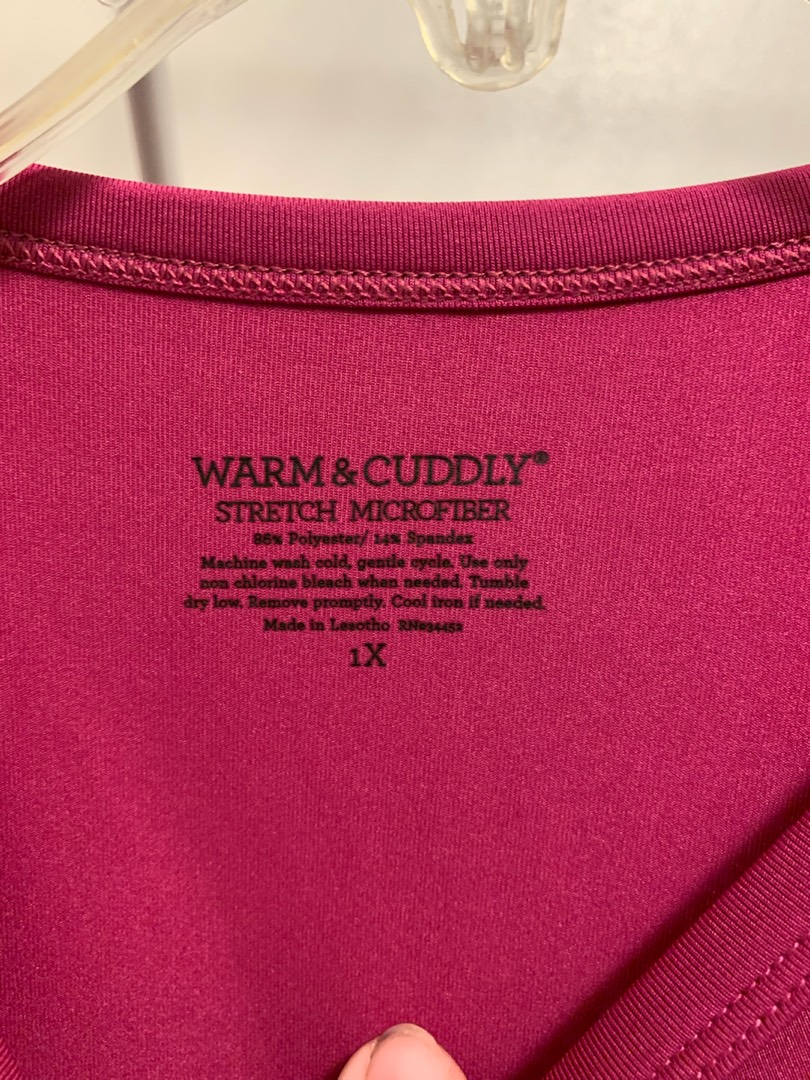 WARM & CUDDLY®
STRETCH MICROFIBER
86% Polyester/ 14% Spandex
Machine wash cold, gentle cycle. Use only
non chlorine bleach when needed. Tumble
dry low. Remove promptly. Cool iron if needed.
Made in Lesotho
1X